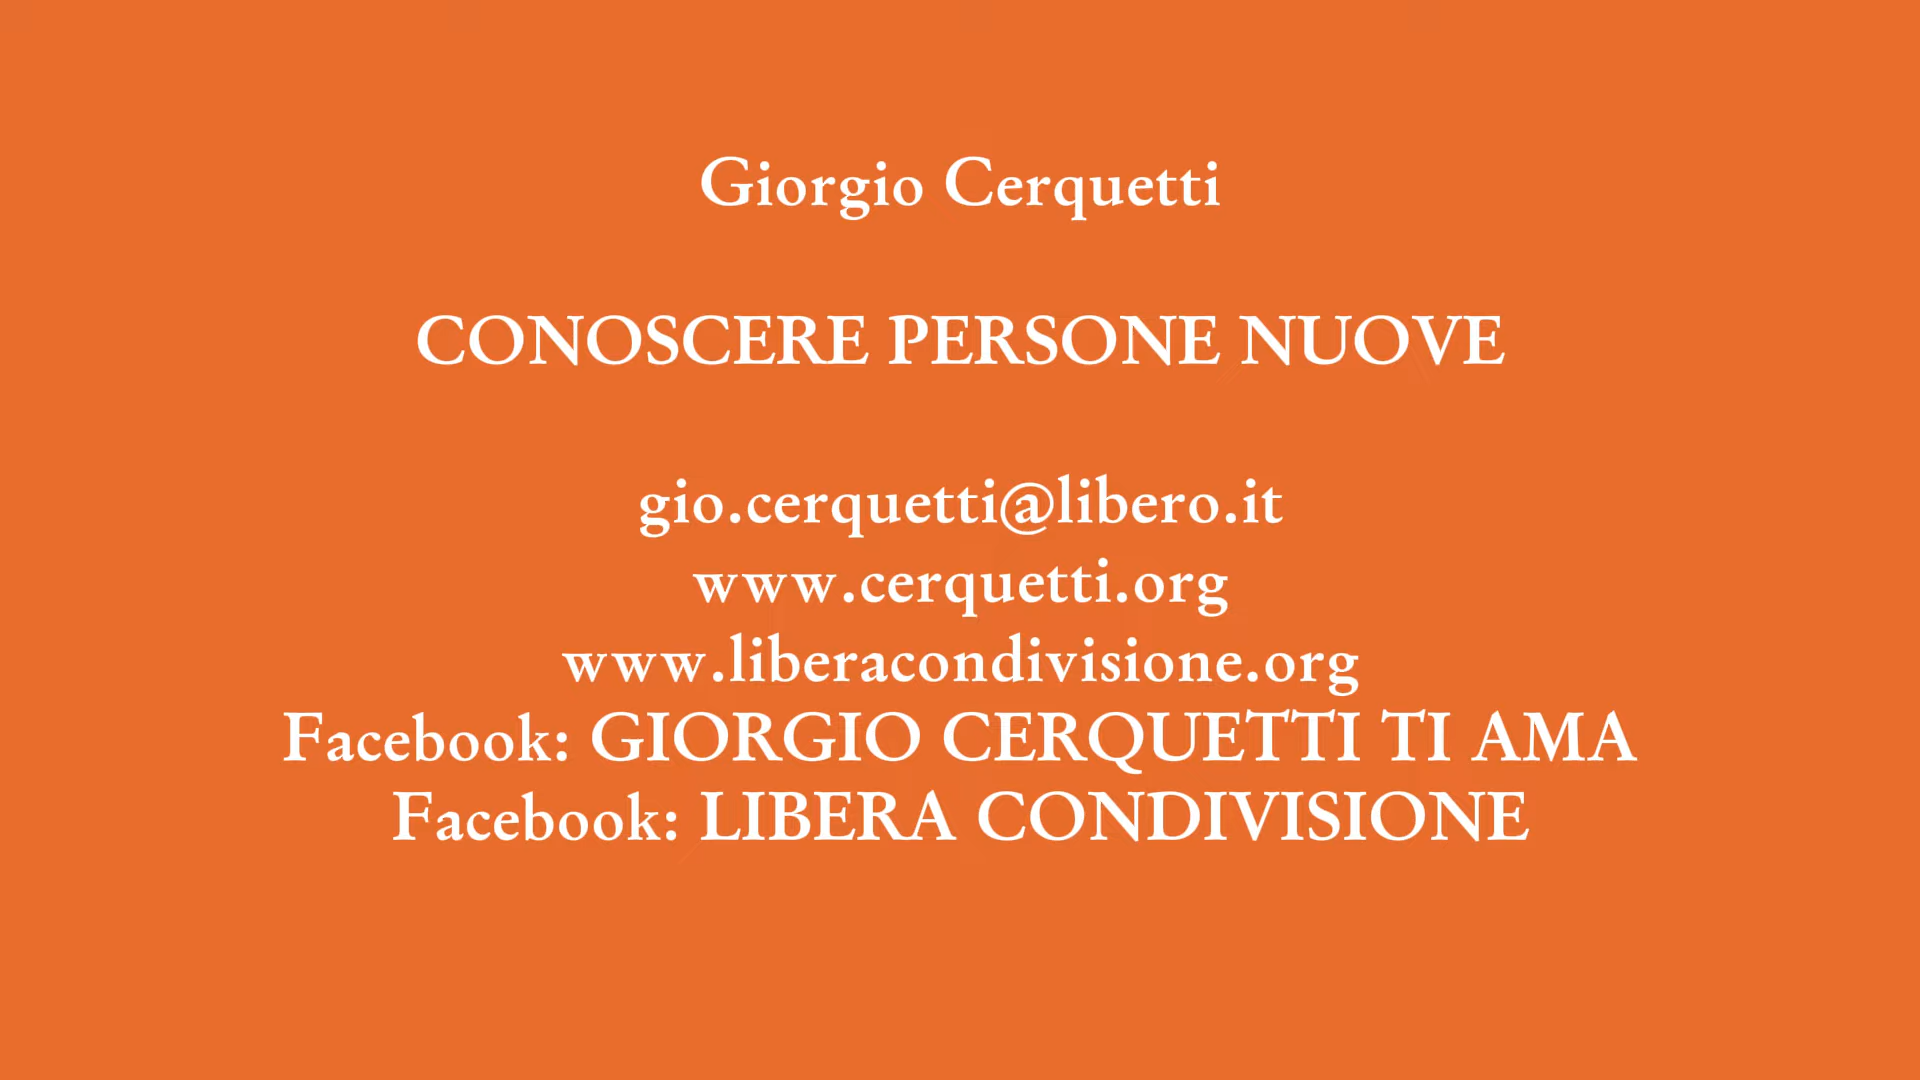 Giorgio Cerquetti
CONOSCERE PERSONE NUOVE
gio.cerquetti@libero.it
www.cerquetti.org
www.liberacondivisione.org
Facebook: GIORGIO CERQUETTI TI AMA
Facebook: LIBERA CONDIVISIONE